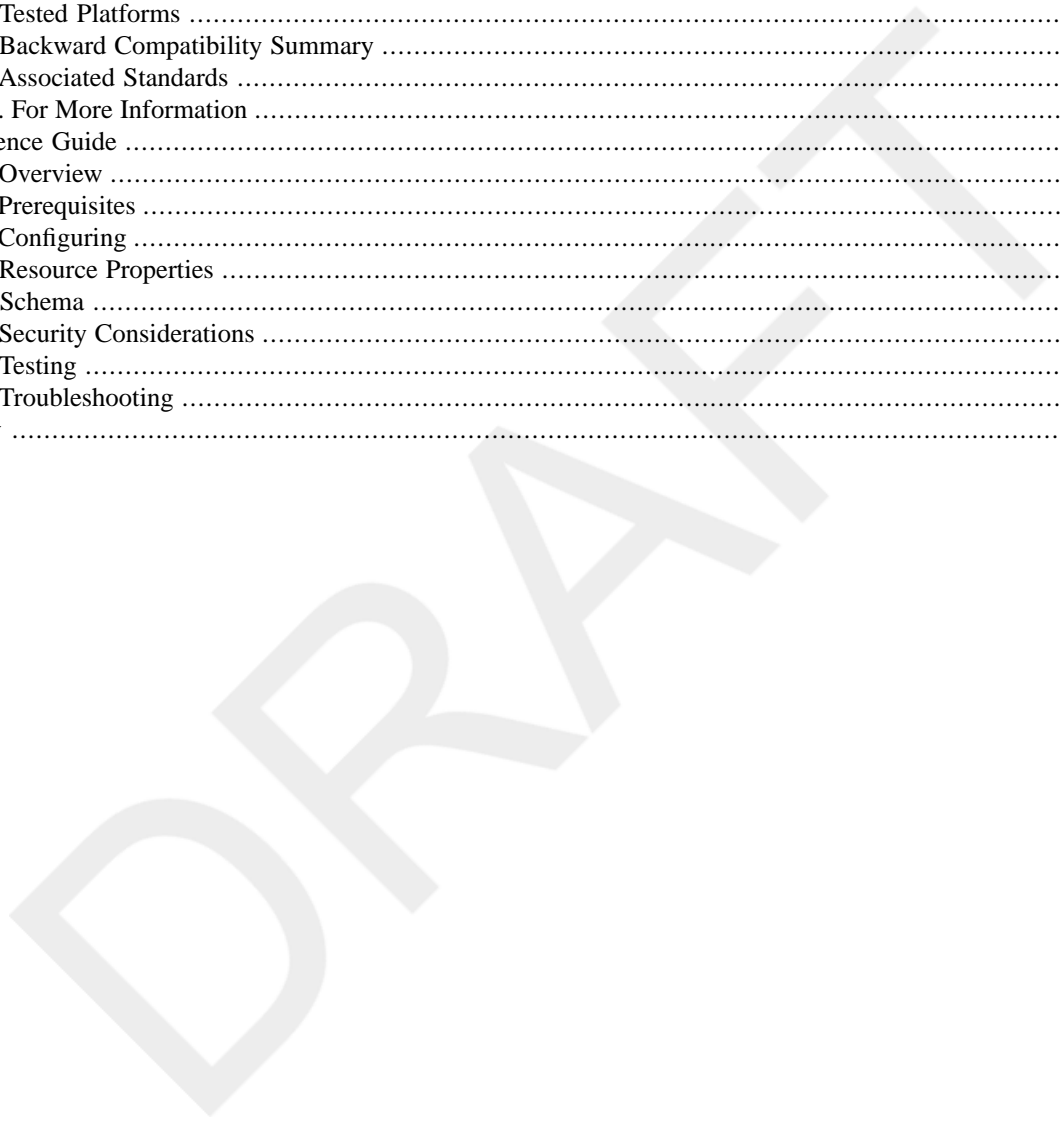 Tested Platforms ................................................................................................................
Backward Compatibility Summary ........................................................................................
Associated Standards ..........................................................................................................
. For More Information ........................................................................................................
ence Guide ........................................................................................................................
Overview ..........................................................................................................................
Prerequisites ......................................................................................................................
Configuring .......................................................................................................................
Resource Properties ............................................................................................................
Schema .............................................................................................................................
Security Considerations .......................................................................................................
Testing ..............................................................................................................................
Troubleshooting .................................................................................................................
DRAFT